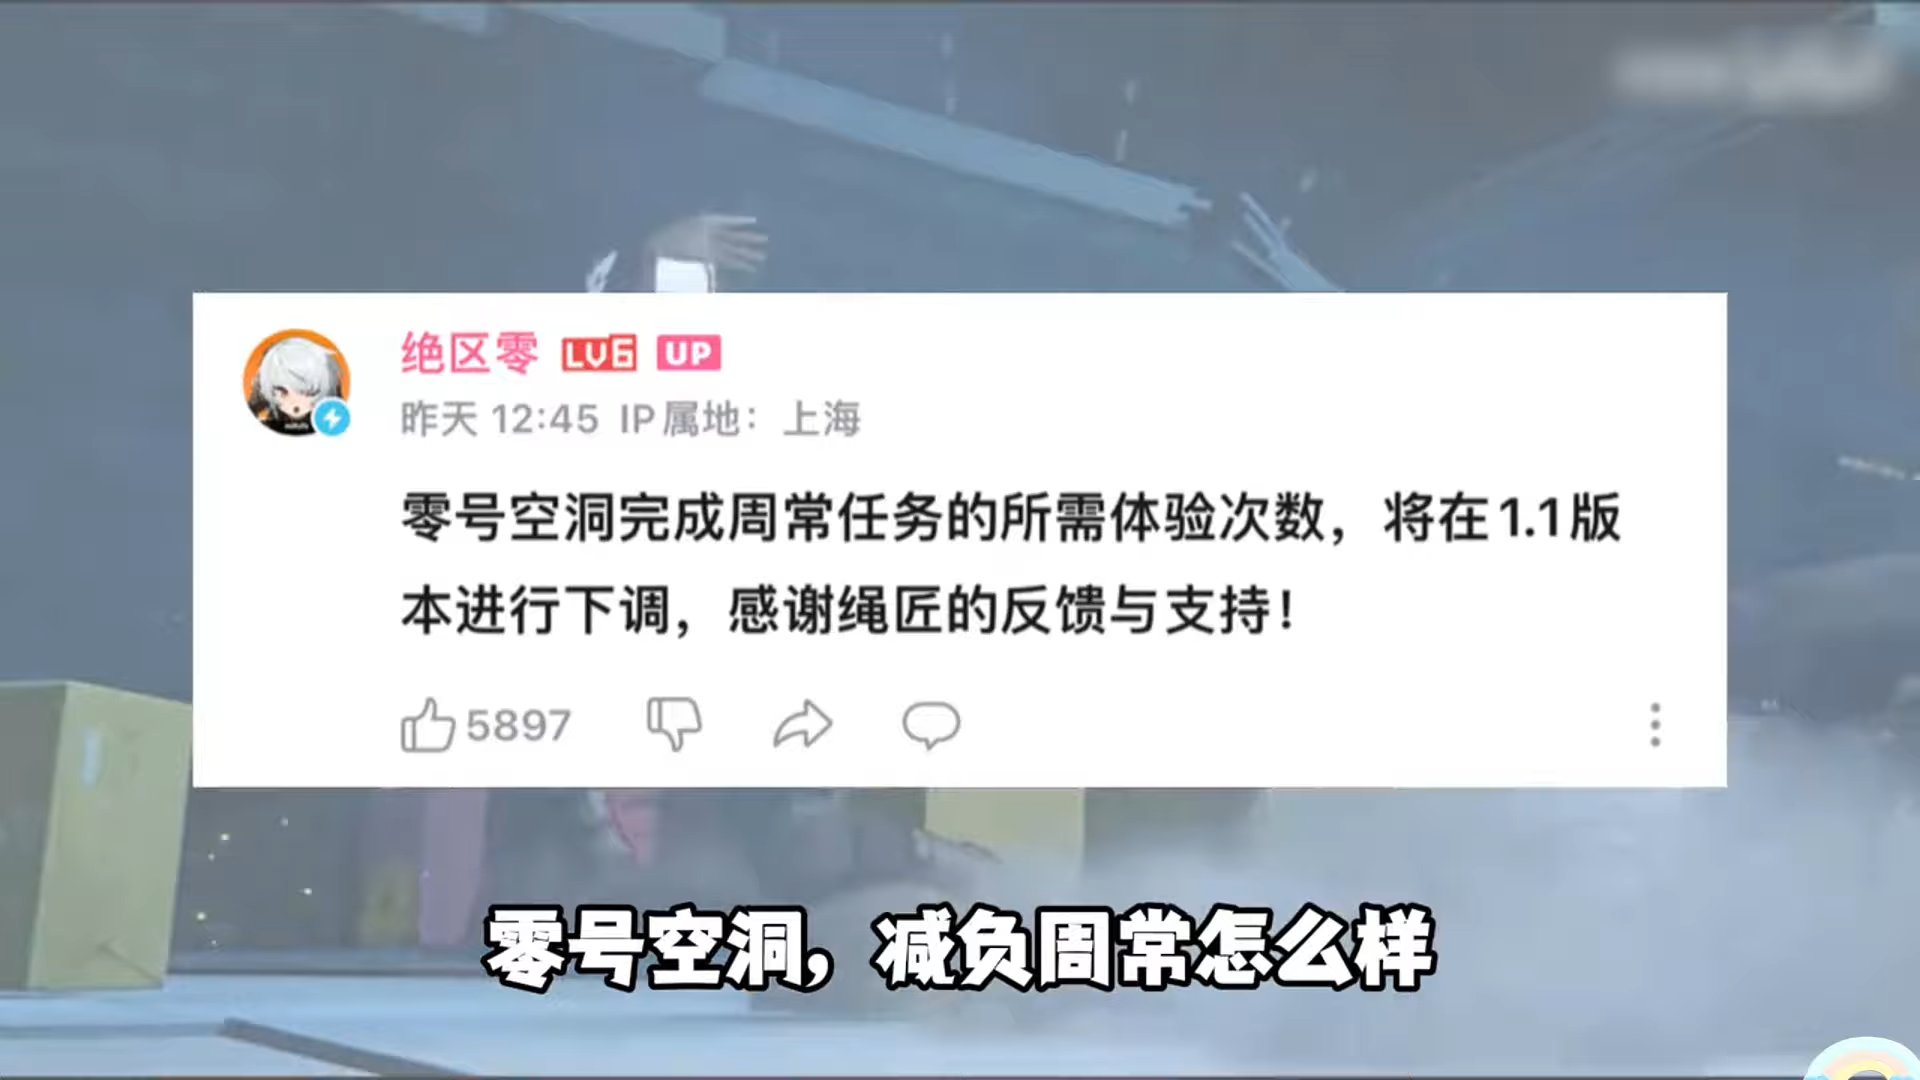 绝区零 LV6 UP
昨天 12:45 IP属地：上海
零号空洞完成周常任务的所需体验次数，将在1.1版
本进行下调，感谢绳匠的反馈与支持！
5897
零号空洞，减负周常怎么样